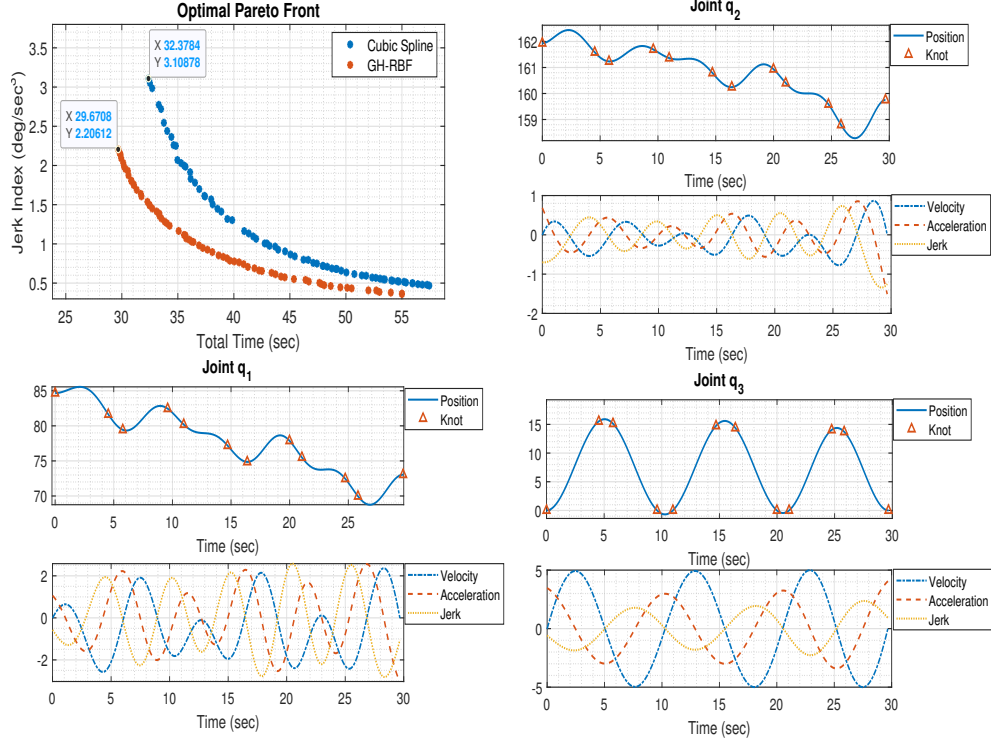 Optimal Pareto Front
Jerk Index (deg/sec⁻³)
3.5
3
2.5
2
1.5
1
0.5
25
30
35
40
45
50
55
Total Time (sec)
X 32.3784
Y 3.10878
X 29.6708
Y 2.20612
Cubic Spline
GH-RBF
Joint q2
162
161
160
159
0
5
10
15
20
25
30
Time (sec)
Position
Knot
1
0
-1
-2
0
5
10
15
20
25
30
Time (sec)
Velocity
Acceleration
Jerk
Joint q1
85
80
75
70
0
5
10
15
20
25
Time (sec)
Position
Knot
2
0
-2
0
5
10
15
20
25
30
Time (sec)
Velocity
Acceleration
Jerk
Joint q3
15
10
5
0
0
5
10
15
20
25
30
Time (sec)
Position
Knot
5
0
-5
0
5
10
15
20
25
30
Time (sec)
Velocity
Acceleration
Jerk